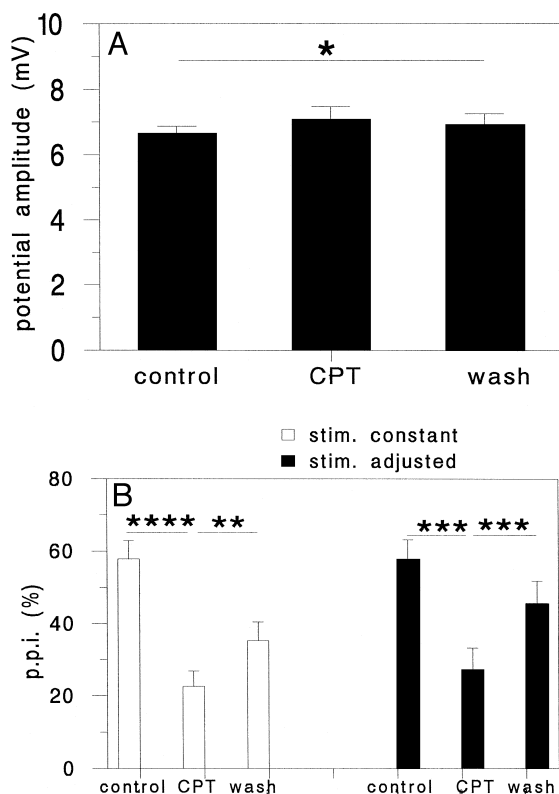 A
*
potential amplitude (mV)
10
8
6
4
2
0
control CPT wash
stim. constant
stim. adjusted
B
**** ** *** ***
p.p.i. (%)
80
60
40
20
0
control CPT wash control CPT wash